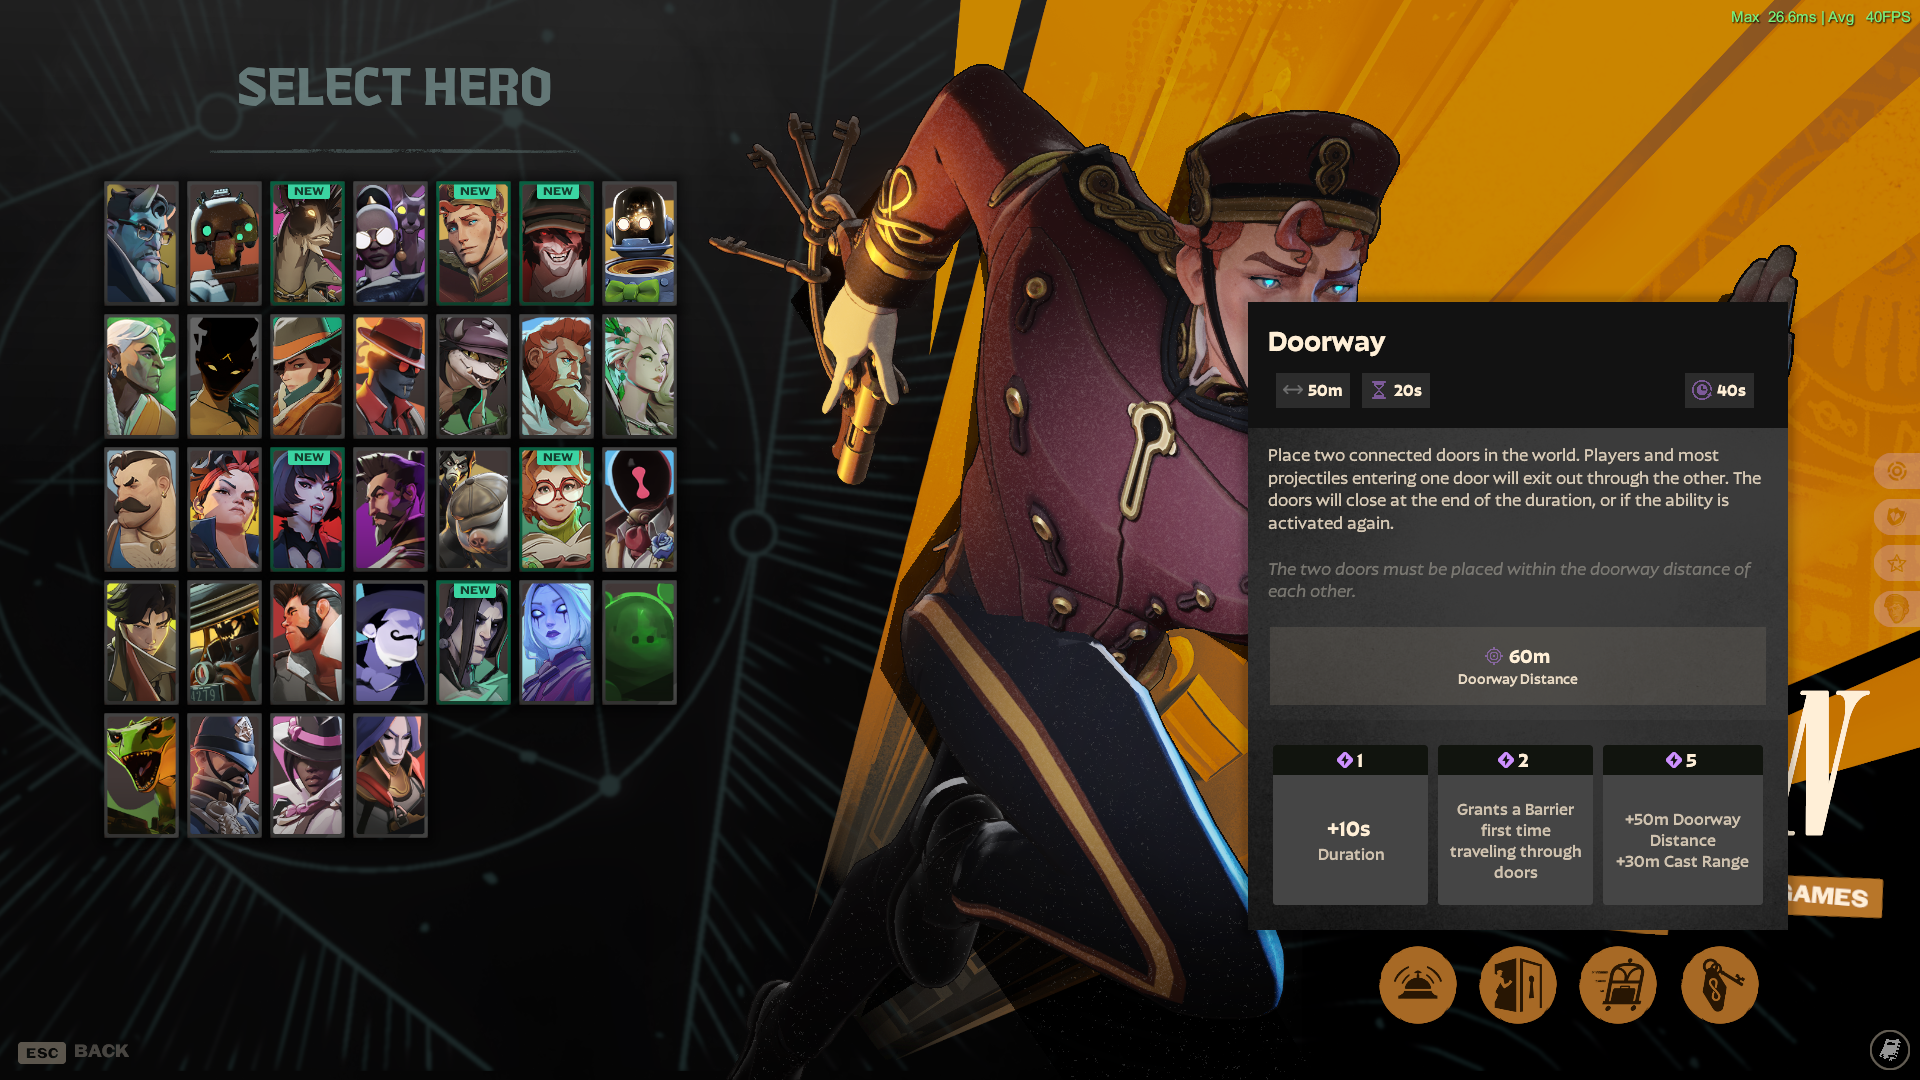 Max 26.6ms | Avg 40FPS
SELECT HERO
NEW
NEW
NEW
NEW
NEW
NEW
Doorway
50m
20s
40s
Place two connected doors in the world. Players and most
projectiles entering one door will exit out through the other. The
doors will close at the end of the duration, or if the ability is
activated again.
The two doors must be placed within the doorway distance of
each other.
60m
Doorway Distance
1
2
5
+10s
Duration
Grants a Barrier
first time
traveling through
doors
+50m Doorway
Distance
+30m Cast Range
W
GAMES
ESC BACK